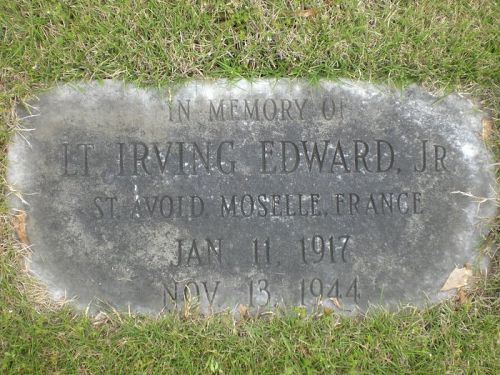 IN MEMORY OF
LT IRVING EDWARD, JR
ST. AVOLD, MOSELLE, FRANCE
JAN 11, 1917
NOV. 13, 1944